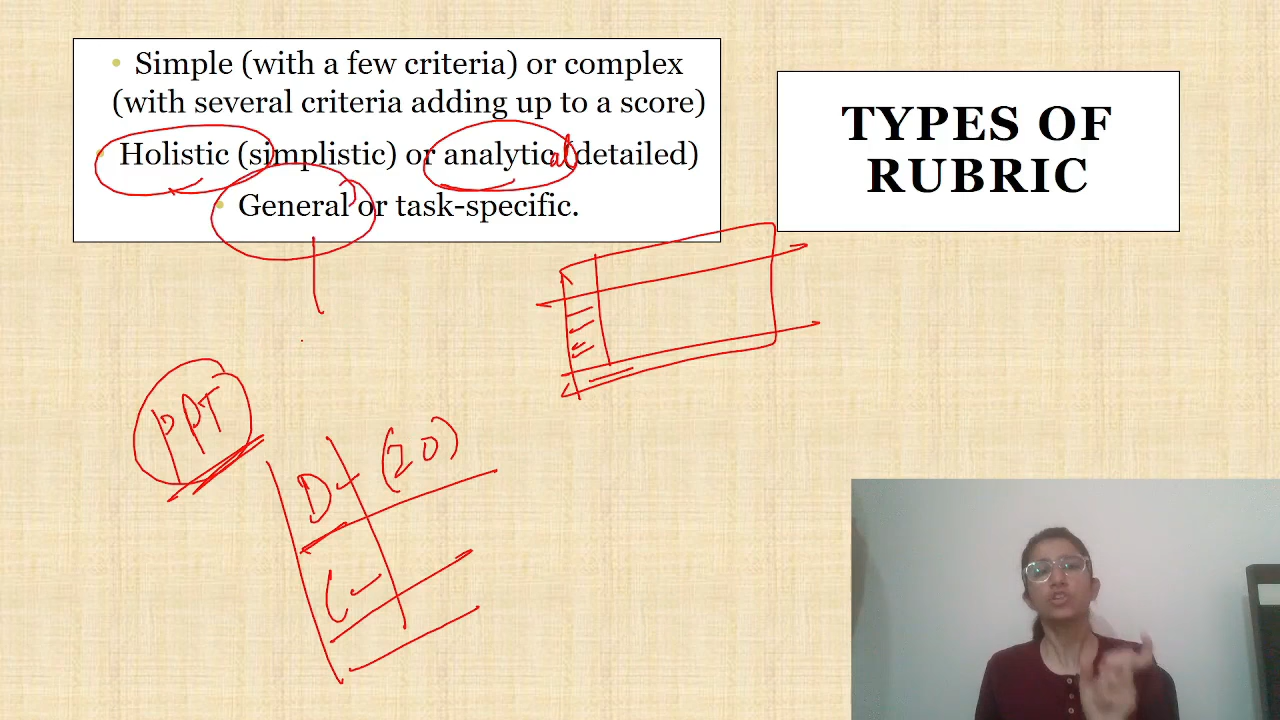 • Simple (with a few criteria) or complex
(with several criteria adding up to a score)
• Holistic (simplistic) or analytical (detailed)
• General or task-specific.
TYPES OF
RUBRIC
PPT
D (20)
C